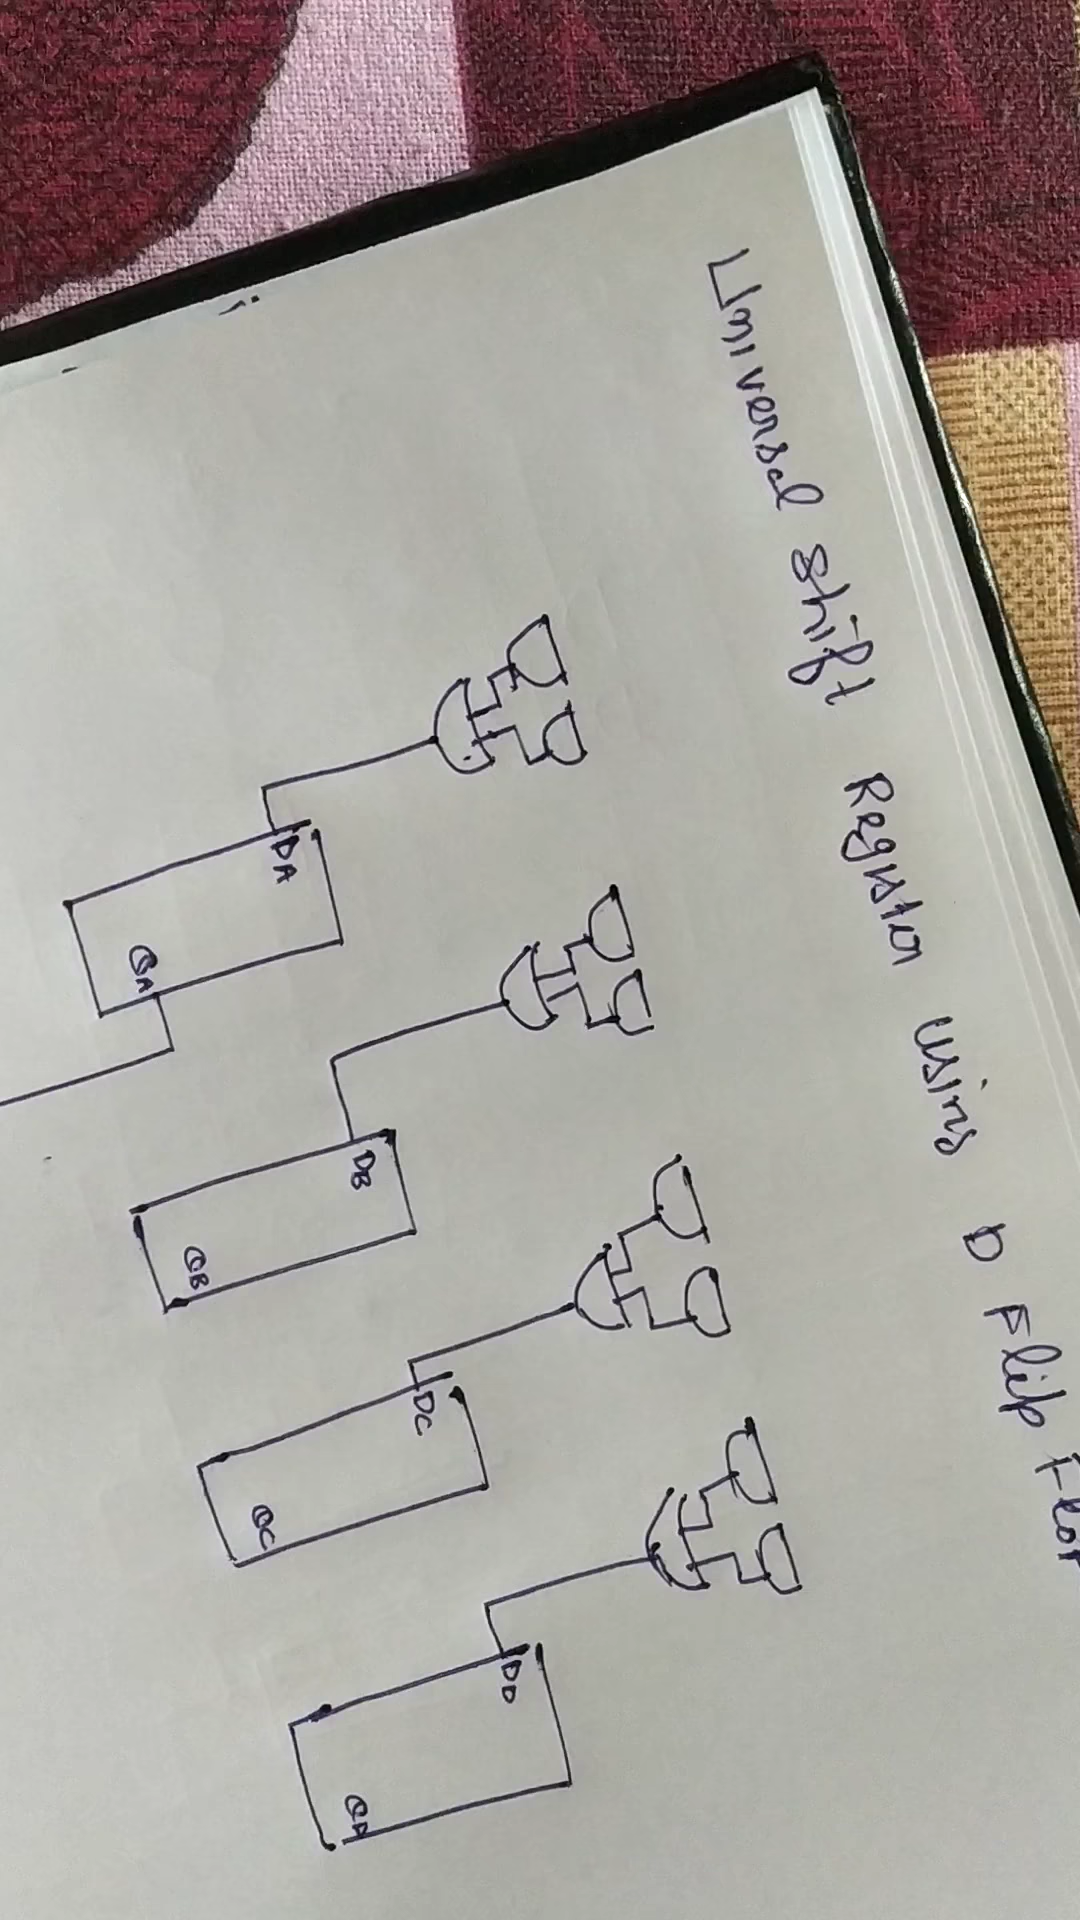 Universal shift Register using D Flip Flop
DA
QA
DB
QB
DC
QC
DD
QD